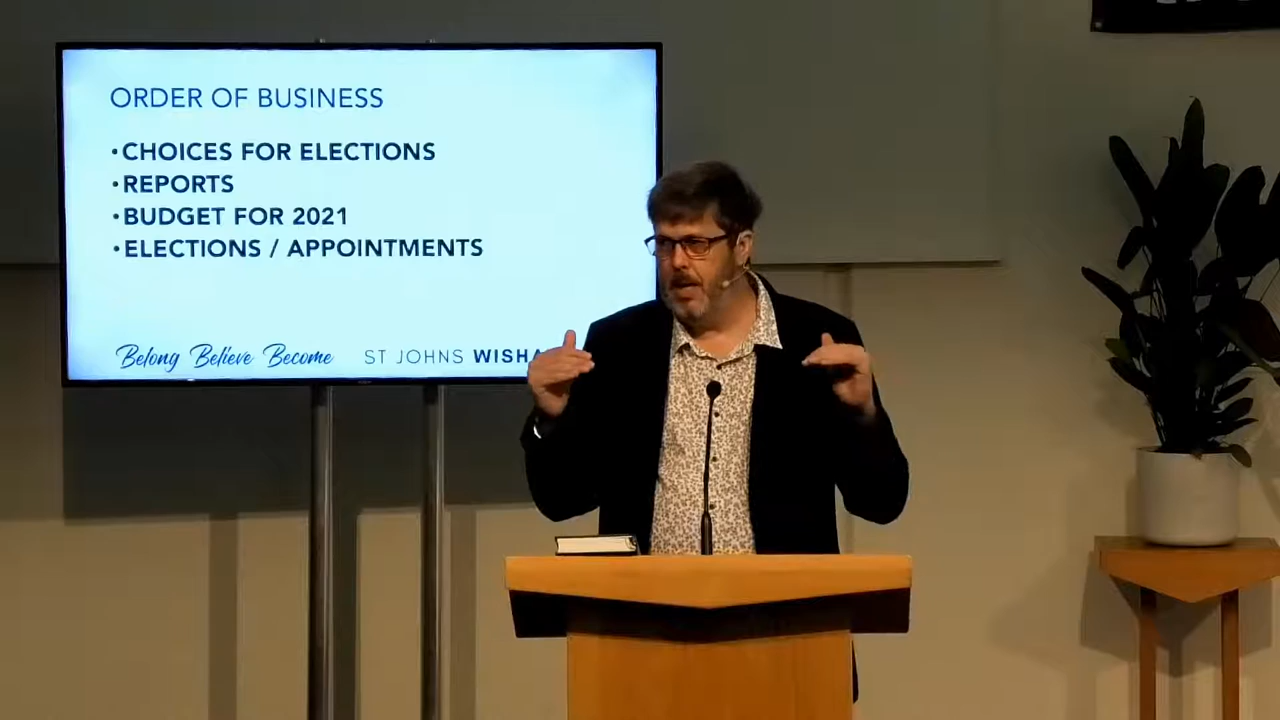 ORDER OF BUSINESS
•CHOICES FOR ELECTIONS
•REPORTS
•BUDGET FOR 2021
•ELECTIONS / APPOINTMENTS
Belong Believe Become ST JOHNS